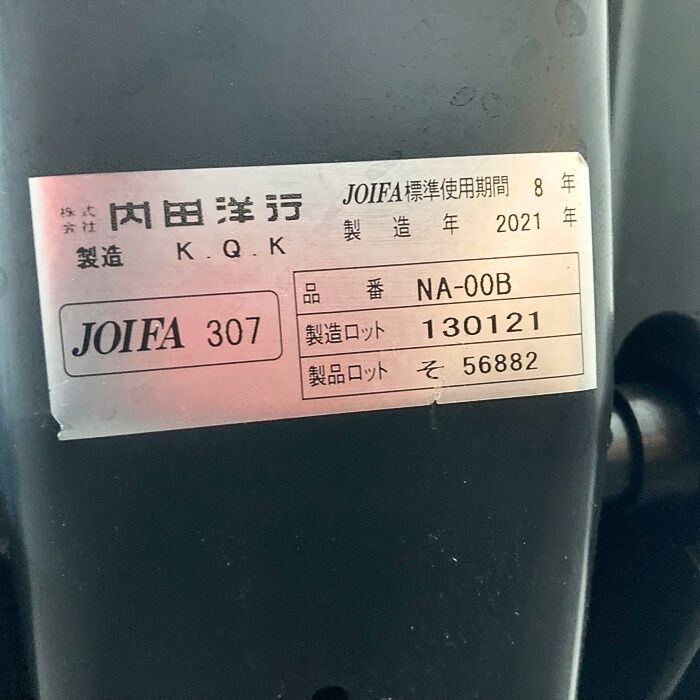 株式会社 内田洋行
製造 K.Q.K
JOIFA標準使用期間 8 年
製 造 年 2021 年
JOIFA 307
品 番 NA-00B
製造ロット 130121
製品ロット そ 56882